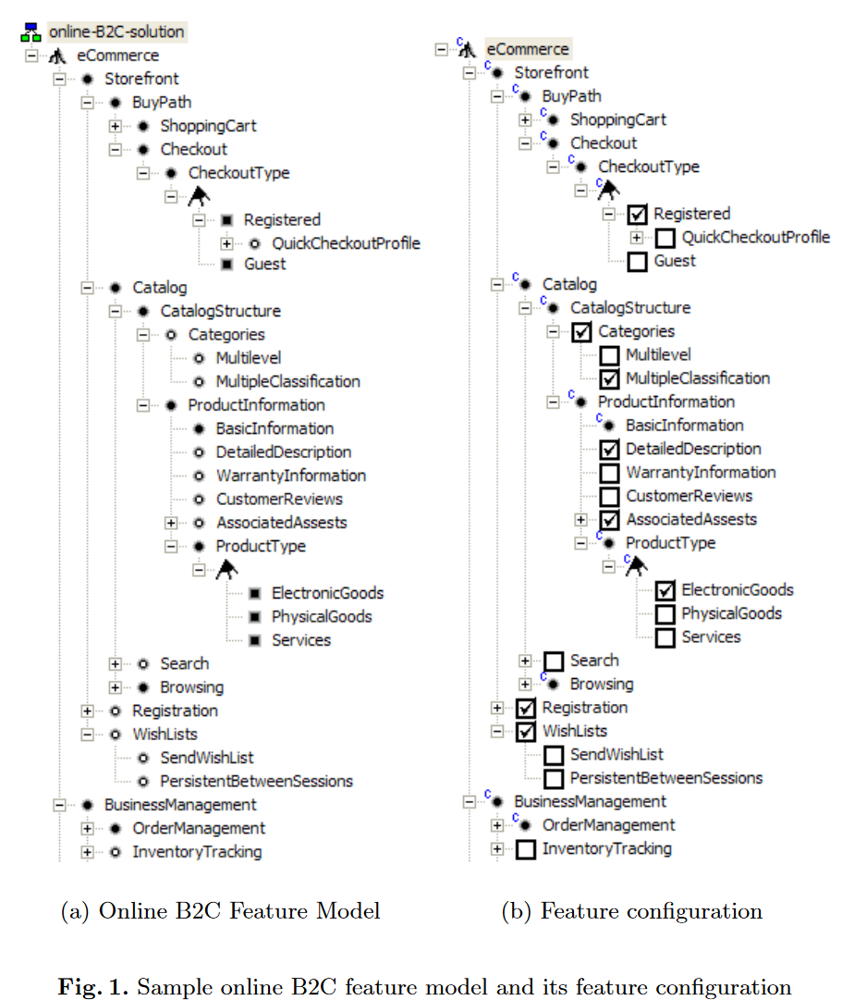 online-B2C-solution
eCommerce
Storefront
BuyPath
ShoppingCart
Checkout
CheckoutType
Registered
QuickCheckoutProfile
Guest
Catalog
CatalogStructure
Categories
Multilevel
MultipleClassification
ProductInformation
BasicInformation
DetailedDescription
WarrantyInformation
CustomerReviews
AssociatedAssests
ProductType
ElectronicGoods
PhysicalGoods
Services
Search
Browsing
Registration
WishLists
SendWishList
PersistentBetweenSessions
BusinessManagement
OrderManagement
InventoryTracking
(a) Online B2C Feature Model
C eCommerce
C Storefront
C BuyPath
C ShoppingCart
C Checkout
C CheckoutType
C
Registered
QuickCheckoutProfile
Guest
C Catalog
C CatalogStructure
Categories
Multilevel
MultipleClassification
C ProductInformation
C BasicInformation
DetailedDescription
WarrantyInformation
CustomerReviews
AssociatedAssests
C ProductType
C
ElectronicGoods
PhysicalGoods
Services
Search
C Browsing
Registration
WishLists
SendWishList
PersistentBetweenSessions
C BusinessManagement
C OrderManagement
InventoryTracking
(b) Feature configuration
Fig. 1. Sample online B2C feature model and its feature configuration